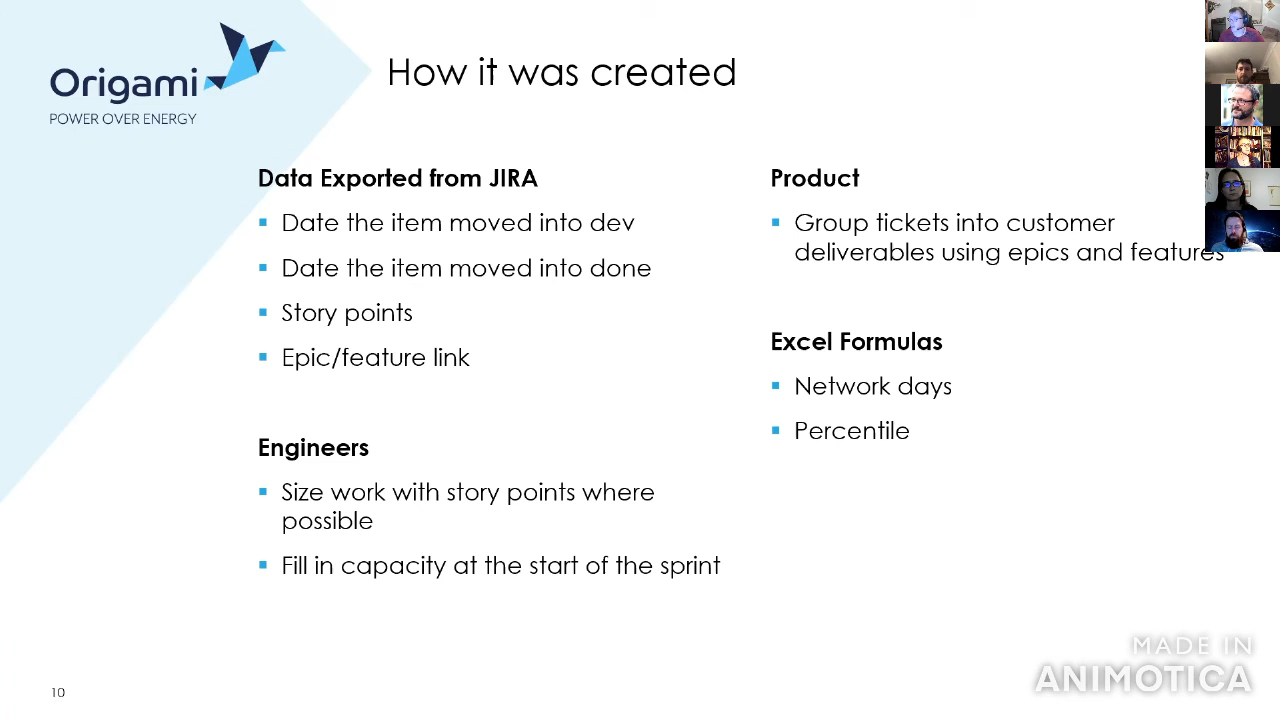 Origami
POWER OVER ENERGY
How it was created
Data Exported from JIRA
▪ Date the item moved into dev
▪ Date the item moved into done
▪ Story points
▪ Epic/feature link
Engineers
▪ Size work with story points where
possible
▪ Fill in capacity at the start of the sprint
Product
▪ Group tickets into customer
deliverables using epics and features
Excel Formulas
▪ Network days
▪ Percentile
10
MADE IN
ANIMOTICA